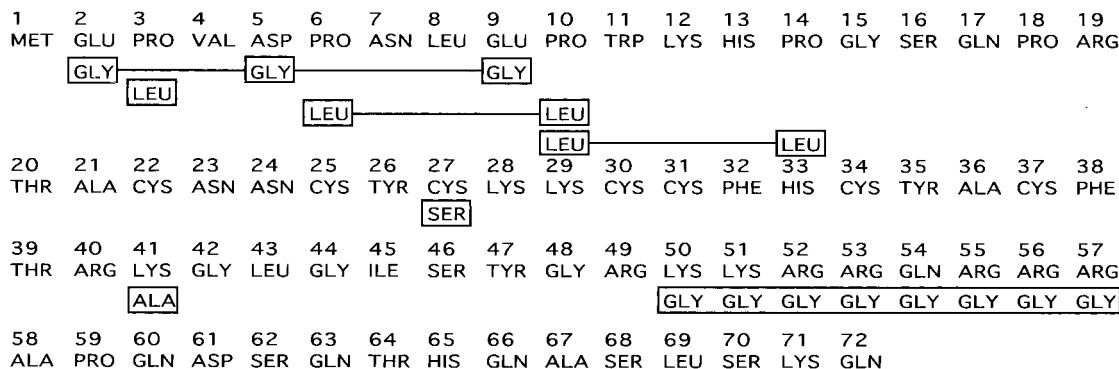 1 2 3 4 5 6 7 8 9 10 11 12 13 14 15 16 17 18 19
MET GLU PRO VAL ASP PRO ASN LEU GLU PRO TRP LYS HIS PRO GLY SER GLN PRO ARG
GLY GLY GLY
LEU
LEU LEU
LEU LEU
20 21 22 23 24 25 26 27 28 29 30 31 32 33 34 35 36 37 38
THR ALA CYS ASN ASN CYS TYR CYS LYS LYS CYS CYS PHE HIS CYS TYR ALA CYS PHE
SER
39 40 41 42 43 44 45 46 47 48 49 50 51 52 53 54 55 56 57
THR ARG LYS GLY LEU GLY ILE SER TYR GLY ARG LYS LYS ARG ARG GLN ARG ARG ARG
ALA GLY GLY GLY GLY GLY GLY GLY GLY
58 59 60 61 62 63 64 65 66 67 68 69 70 71 72
ALA PRO GLN ASP SER GLN THR HIS GLN ALA SER LEU SER LYS GLN